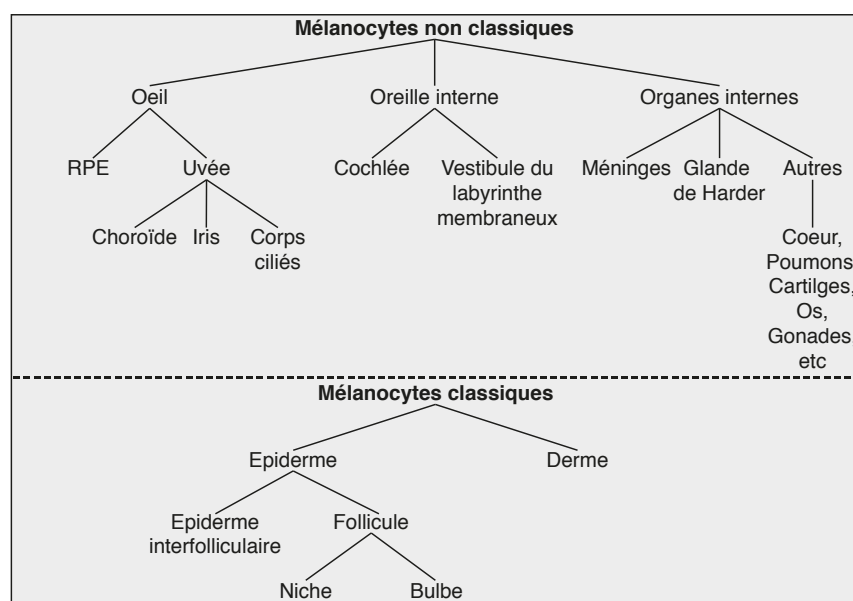 Mélanocytes non classiques
Oeil
Oreille interne
Organes internes
RPE
Uvée
Cochlée
Vestibule du
labyrinthe
membraneux
Méninges
Glande
de Harder
Autres
Choroïde
Iris
Corps
ciliés
Coeur,
Poumons,
Cartilges,
Os,
Gonades,
etc
Mélanocytes classiques
Epiderme
Derme
Epiderme
interfolliculaire
Follicule
Niche
Bulbe